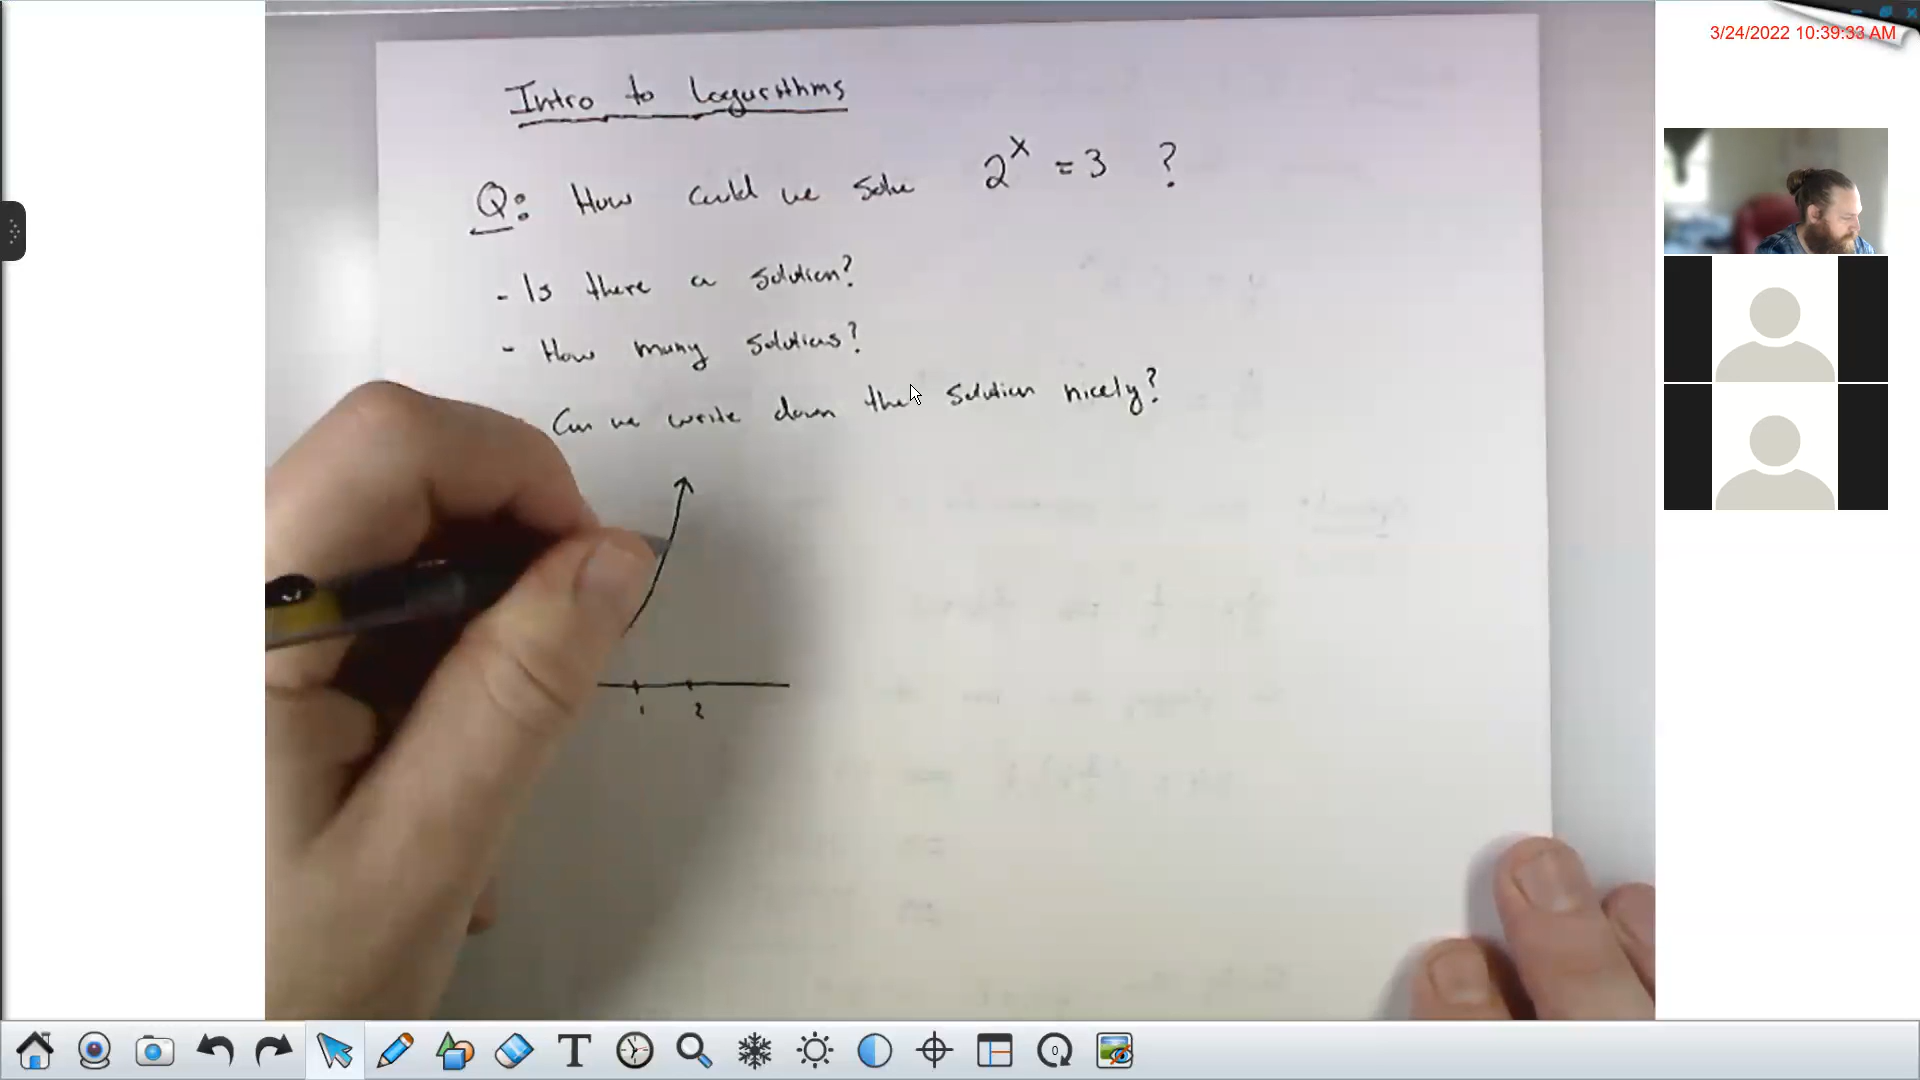 3/24/2022 10:39:33 AM
Intro to Logarithms
Q: How could we solve 2^x = 3 ?
- Is there a solution?
- How many solutions?
Can we write down the solution nicely?
1 2
T
0